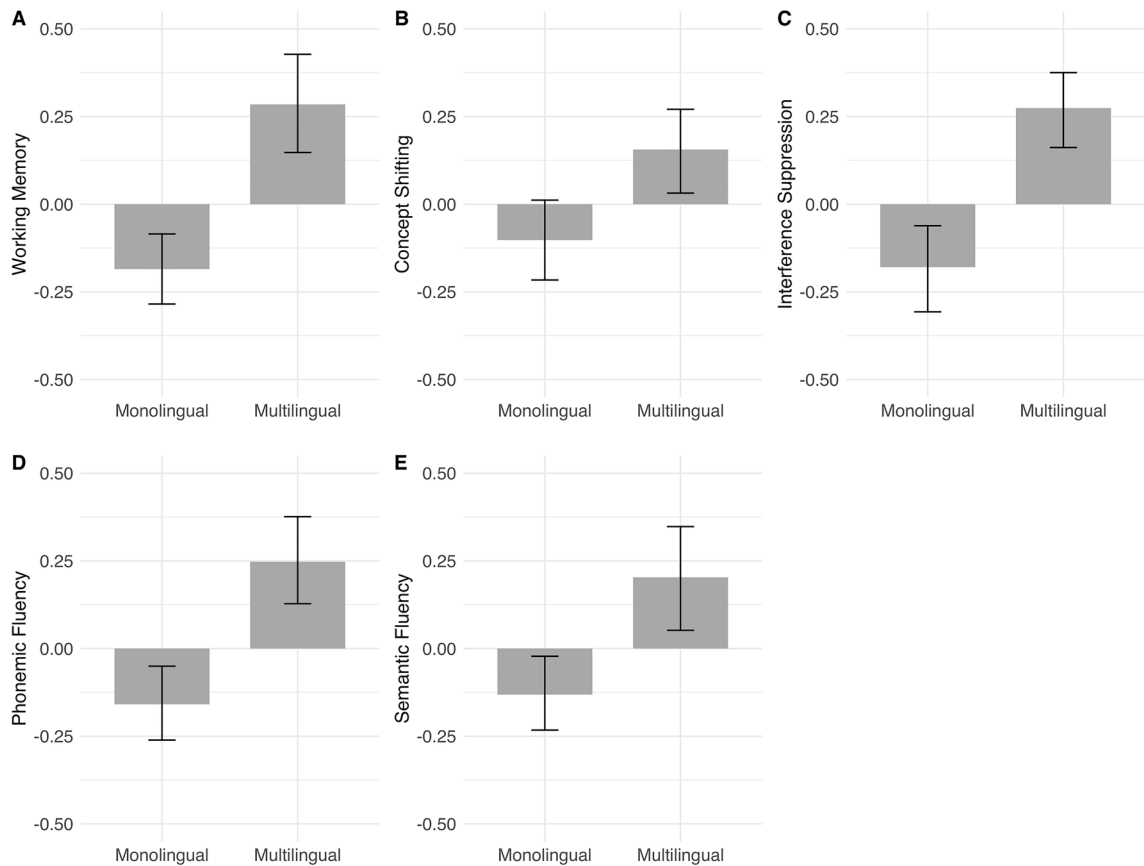 A
B
C
0.50
0.25
0.00
-0.25
-0.50
Working Memory
Monolingual Multilingual
0.50
0.25
0.00
-0.25
-0.50
Concept Shifting
Monolingual Multilingual
0.50
0.25
0.00
-0.25
-0.50
Interference Suppression
Monolingual Multilingual
D
E
0.50
0.25
0.00
-0.25
-0.50
Phonemic Fluency
Monolingual Multilingual
0.50
0.25
0.00
-0.25
-0.50
Semantic Fluency
Monolingual Multilingual